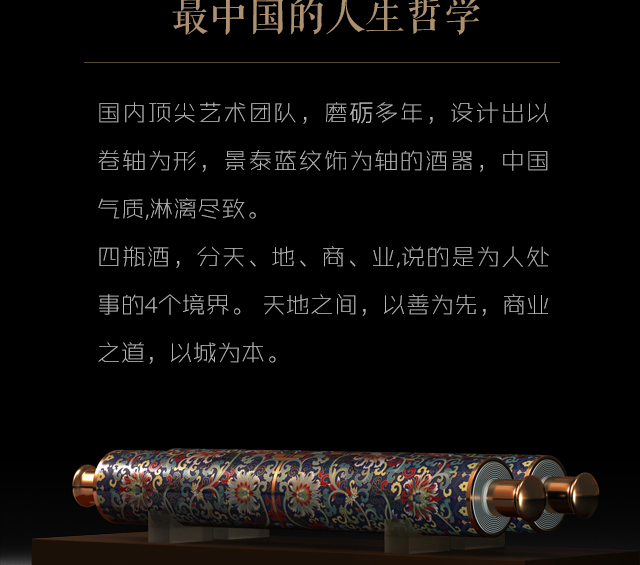 最中国的人生哲学
国内顶尖艺术团队，磨砺多年，设计出以
卷轴为形，景泰蓝纹饰为轴的酒器，中国
气质,淋漓尽致。
四瓶酒，分天、地、商、业,说的是为人处
事的4个境界。 天地之间，以善为先，商业
之道，以城为本。